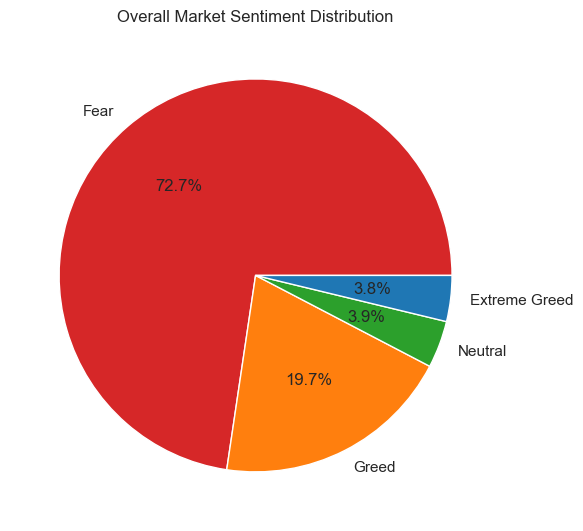 Overall Market Sentiment Distribution
Fear
72.7%
3.8%
Extreme Greed
3.9%
Neutral
19.7%
Greed